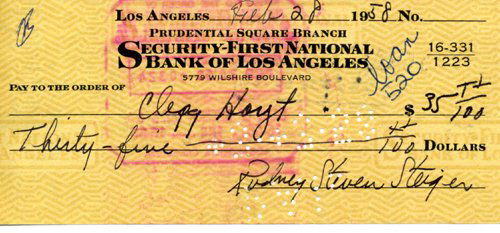 LOS ANGELES Feb 28 1958 NO.
PRUDENTIAL SQUARE BRANCH
SECURITY-FIRST NATIONAL
BANK OF LOS ANGELES
5779 WILSHIRE BOULEVARD
16-331
1223
loan
520
PAY TO THE ORDER OF Clegg Hoyt $ 35 /100
Thirty-five /100 DOLLARS
Rodney Steven Steiger